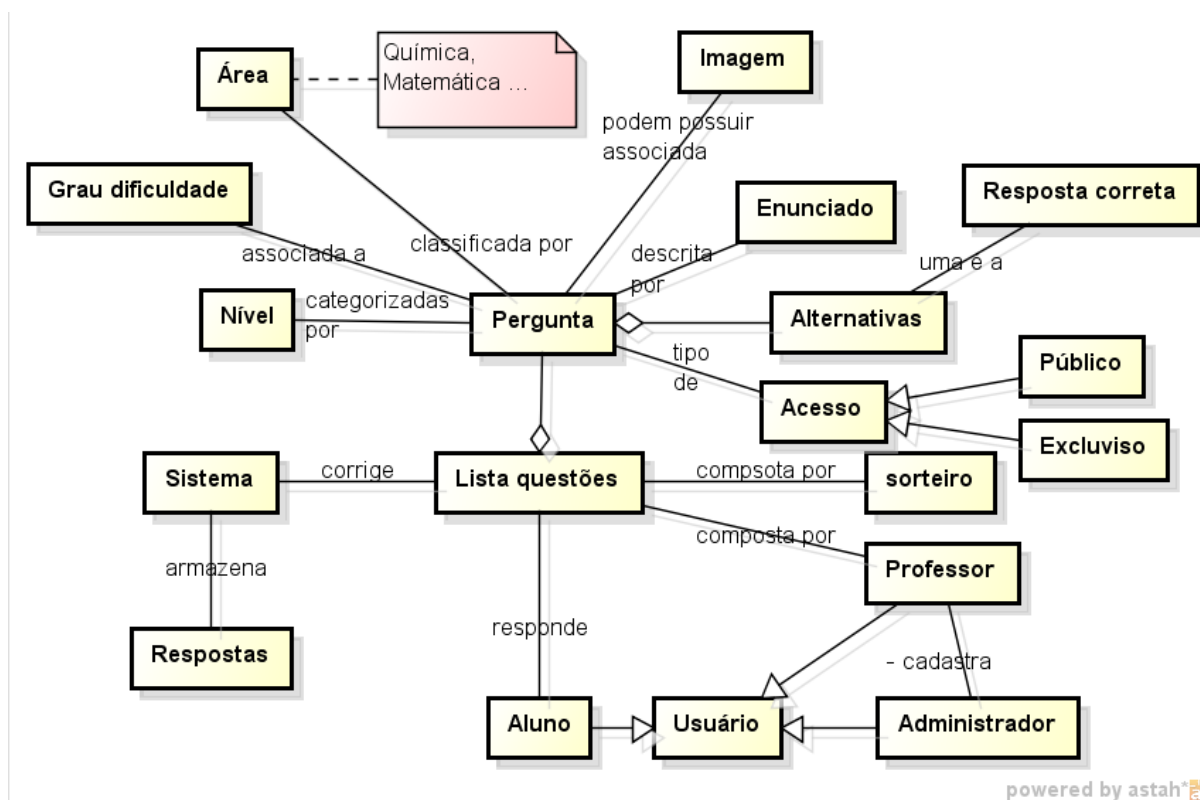 Química,
Matemática ...
Área
Imagem
podem possuir
associada
Grau dificuldade
Resposta correta
Enunciado
classificada por
associada a
descrita
por
uma e a
Nível
categorizadas
por
Pergunta
Alternativas
tipo
de
Público
Acesso
Excluviso
Sistema
corrige
Lista questões
compsota por
sorteiro
composta por
Professor
armazena
responde
Respostas
- cadastra
Aluno
Usuário
Administrador
powered by astah*